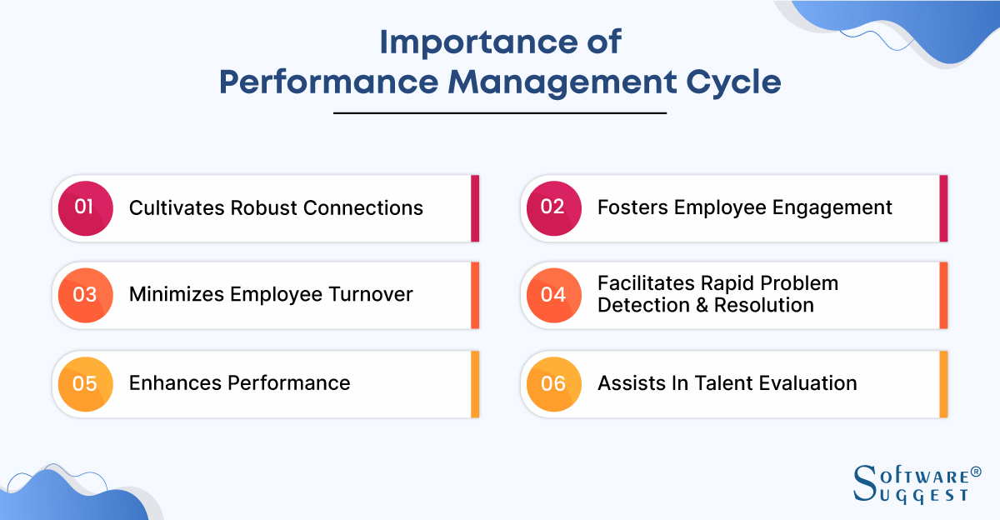 Importance of
Performance Management Cycle
01
Cultivates Robust Connections
02
Fosters Employee Engagement
03
Minimizes Employee Turnover
04
Facilitates Rapid Problem
Detection & Resolution
05
Enhances Performance
06
Assists In Talent Evaluation
SOFTWARE®
SUGGEST